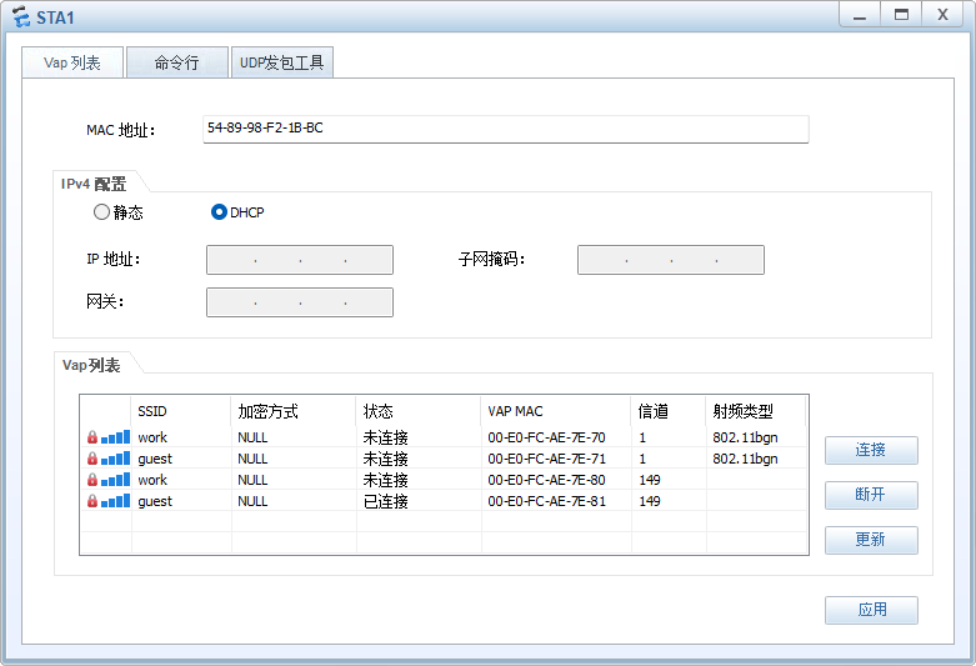 STA1
Vap 列表 命令行 UDP发包工具
MAC 地址： 54-89-98-F2-1B-BC
IPv4 配置
静态 DHCP
IP 地址： . . . 子网掩码： . . .
网关： . . .
Vap列表
SSID 加密方式 状态 VAP MAC 信道 射频类型
work NULL 未连接 00-E0-FC-AE-7E-70 1 802.11bgn
guest NULL 未连接 00-E0-FC-AE-7E-71 1 802.11bgn
work NULL 未连接 00-E0-FC-AE-7E-80 149
guest NULL 已连接 00-E0-FC-AE-7E-81 149
连接
断开
更新
应用